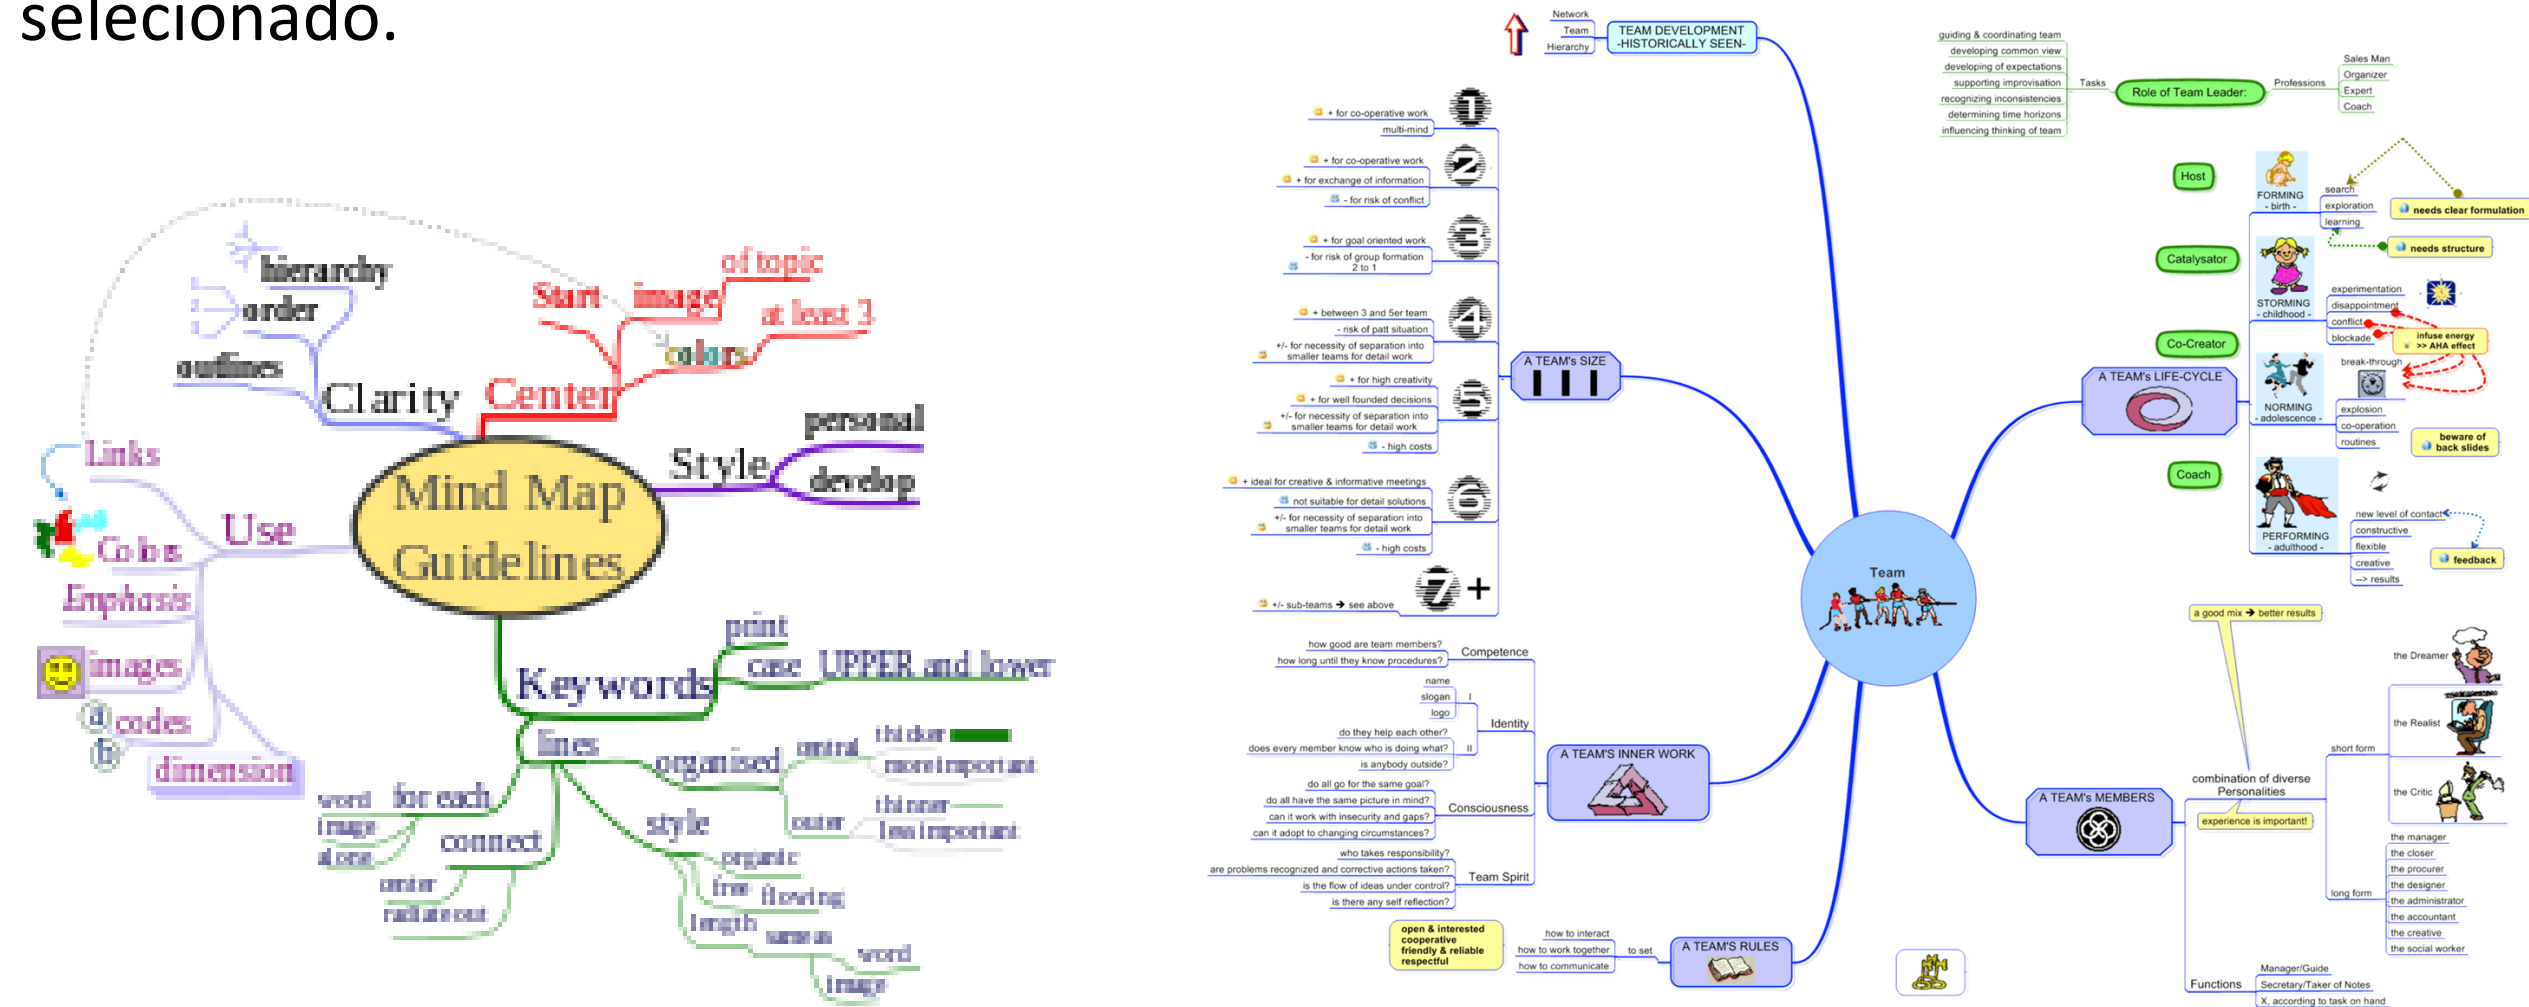 selecionado.
hierarchy
order
outlines
Clarity
Start
image
of topic
at least 3
colors
Center
personal
Style
develop
Mind Map
Guidelines
Links
Use
Colors
Emphasis
images
a
codes
b
dimension
print
case UPPER and lower
Keywords
lines
organised
central
thicker
more important
outer
thinner
less important
for each
word
image
alone
connect
center
radiate out
style
organic
free flowing
length
same as
word
image
Network
Team
Hierarchy
TEAM DEVELOPMENT
-HISTORICALLY SEEN-
guiding & coordinating team
developing common view
developing of expectations
supporting improvisation
recognizing inconsistencies
determining time horizons
influencing thinking of team
Tasks
Role of Team Leader:
Professions
Sales Man
Organizer
Expert
Coach
1
+ for co-operative work
multi-mind
2
+ for co-operative work
+ for exchange of information
- for risk of conflict
3
+ for goal oriented work
- for risk of group formation
2 to 1
4
+ between 3 and 5er team
- risk of patt situation
+/- for necessity of separation into
smaller teams for detail work
5
+ for high creativity
+ for well founded decisions
+/- for necessity of separation into
smaller teams for detail work
- high costs
6
+ ideal for creative & informative meetings
not suitable for detail solutions
+/- for necessity of separation into
smaller teams for detail work
- high costs
7 +
+/- sub-teams ➔ see above
A TEAM's SIZE
Host
Catalysator
Co-Creator
Coach
A TEAM's LIFE-CYCLE
FORMING
- birth -
search
exploration
learning
needs clear formulation
needs structure
STORMING
- childhood -
experimentation
disappointment
conflict
blockade
infuse energy
>> AHA effect
NORMING
- adolescence -
break-through
explosion
co-operation
routines
beware of
back slides
PERFORMING
- adulthood -
new level of contact
constructive
flexible
creative
--> results
feedback
Team
how good are team members?
how long until they know procedures?
Competence
name
slogan
logo
I
Identity
do they help each other?
does every member know who is doing what?
is anybody outside?
II
do all go for the same goal?
do all have the same picture in mind?
can it work with insecurity and gaps?
can it adopt to changing circumstances?
Consciousness
who takes responsibility?
are problems recognized and corrective actions taken?
is the flow of ideas under control?
is there any self reflection?
Team Spirit
A TEAM'S INNER WORK
open & interested
cooperative
friendly & reliable
respectful
how to interact
how to work together
how to communicate
to set
A TEAM'S RULES
A TEAM's MEMBERS
a good mix ➔ better results
combination of diverse
Personalities
experience is important!
short form
the Dreamer
the Realist
the Critic
long form
the manager
the closer
the procurer
the designer
the administrator
the accountant
the creative
the social worker
Functions
Manager/Guide
Secretary/Taker of Notes
X, according to task on hand